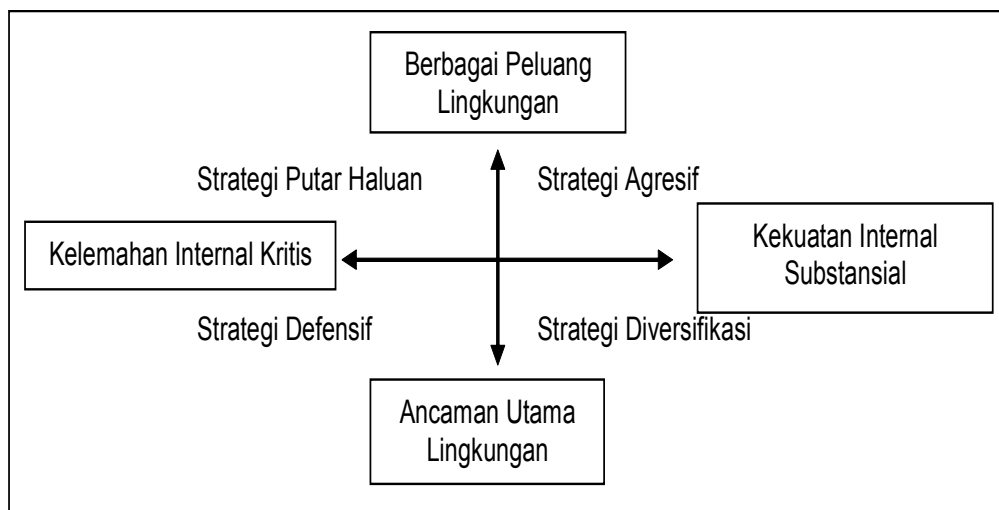 Berbagai Peluang
Lingkungan
Strategi Putar Haluan
Strategi Agresif
Kelemahan Internal Kritis
Kekuatan Internal
Substansial
Strategi Defensif
Strategi Diversifikasi
Ancaman Utama
Lingkungan